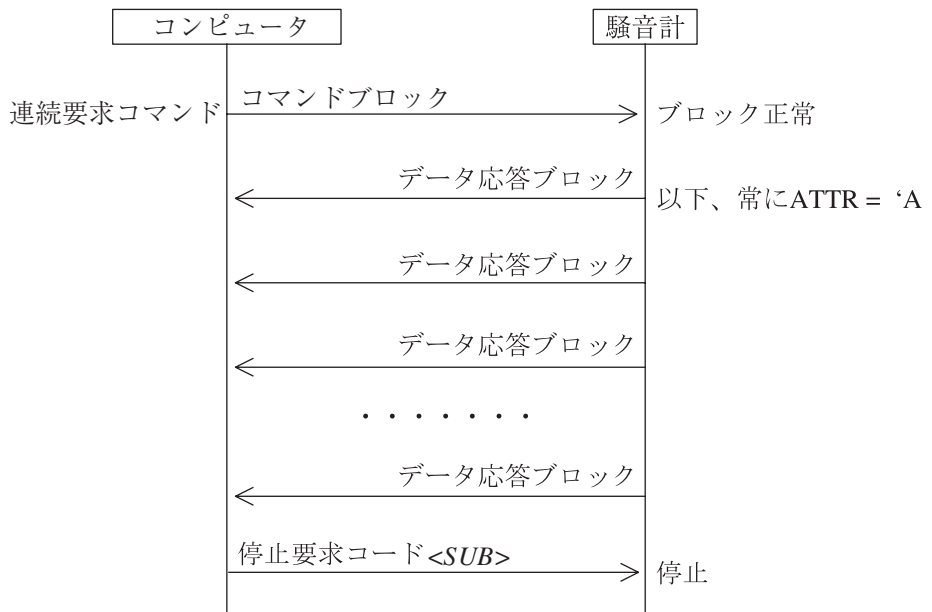 コンピュータ
騒音計
連続要求コマンド
コマンドブロック
ブロック正常
データ応答ブロック
以下、常にATTR = ‘A
データ応答ブロック
データ応答ブロック
・・・・・・・
データ応答ブロック
停止要求コード<SUB>
停止